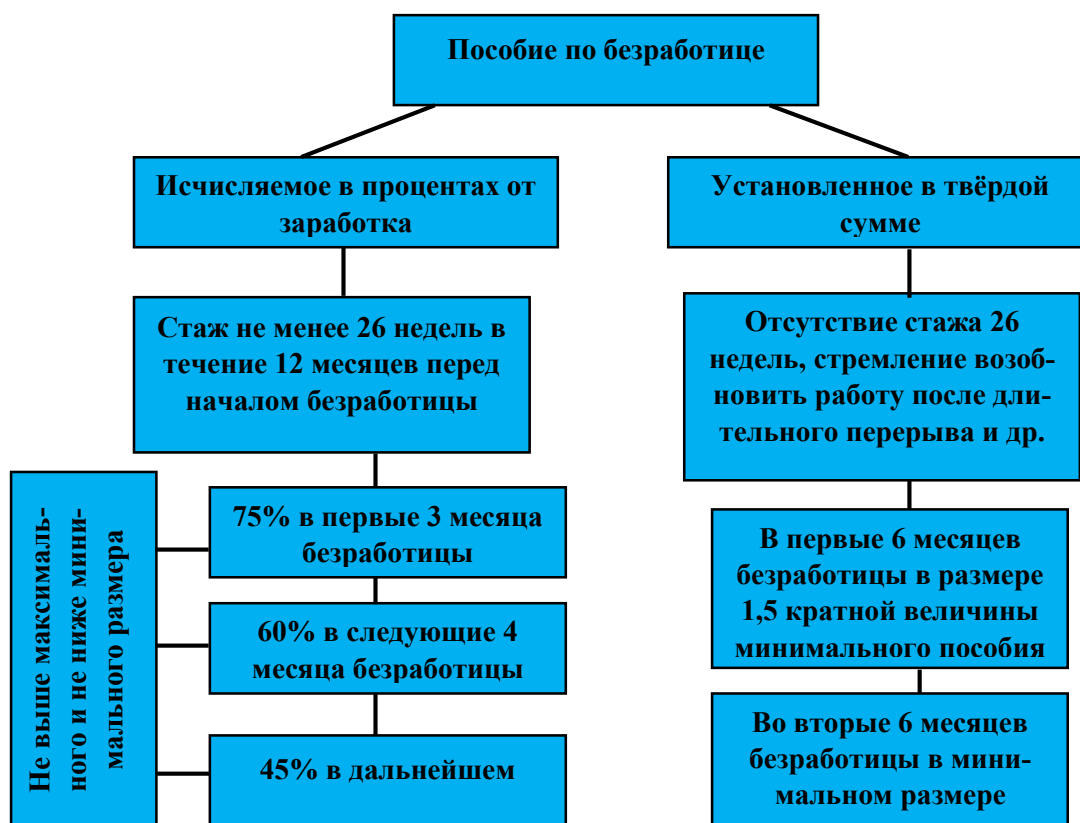 Пособие по безработице
Исчисляемое в процентах от
заработка
Установленное в твёрдой
сумме
Стаж не менее 26 недель в
течение 12 месяцев перед
началом безработицы
Отсутствие стажа 26
недель, стремление возоб-
новить работу после дли-
тельного перерыва и др.
Не выше максималь-
ного и не ниже мини-
мального размера
75% в первые 3 месяца
безработицы
60% в следующие 4
месяца безработицы
45% в дальнейшем
В первые 6 месяцев
безработицы в размере
1,5 кратной величины
минимального пособия
Во вторые 6 месяцев
безработицы в мини-
мальном размере